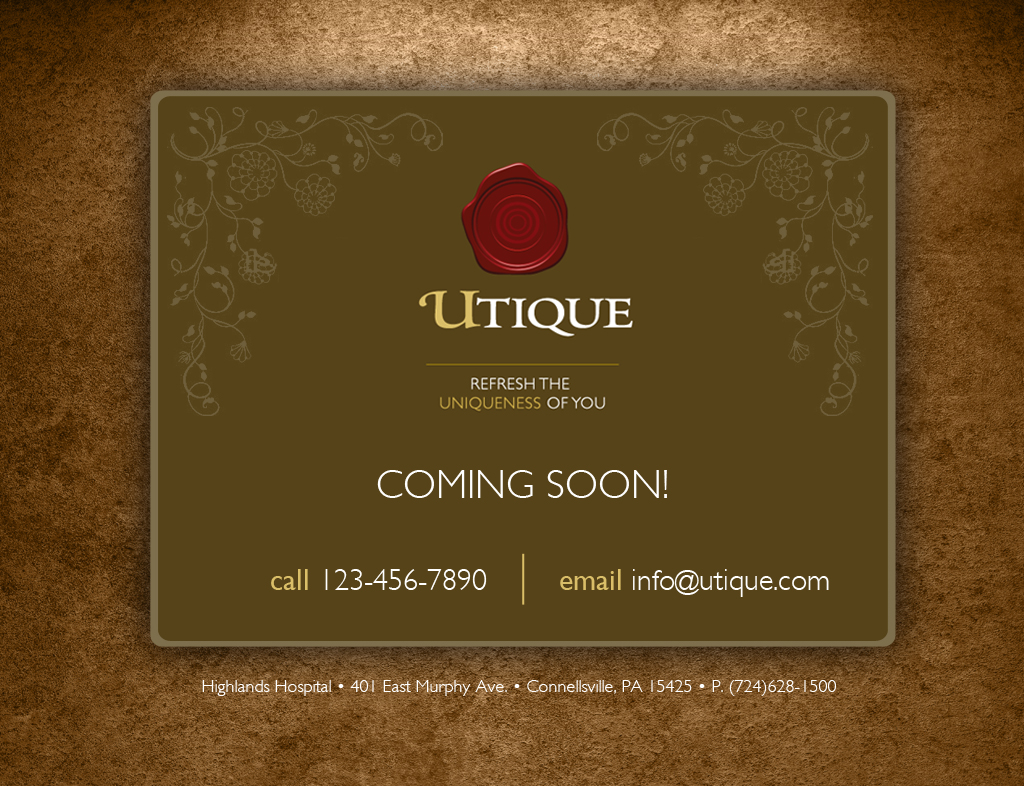 UTIQUE
REFRESH THE
UNIQUENESS OF YOU
COMING SOON!
call 123-456-7890 | email info@utique.com
Highlands Hospital • 401 East Murphy Ave. • Connellsville, PA 15425 • P. (724)628-1500